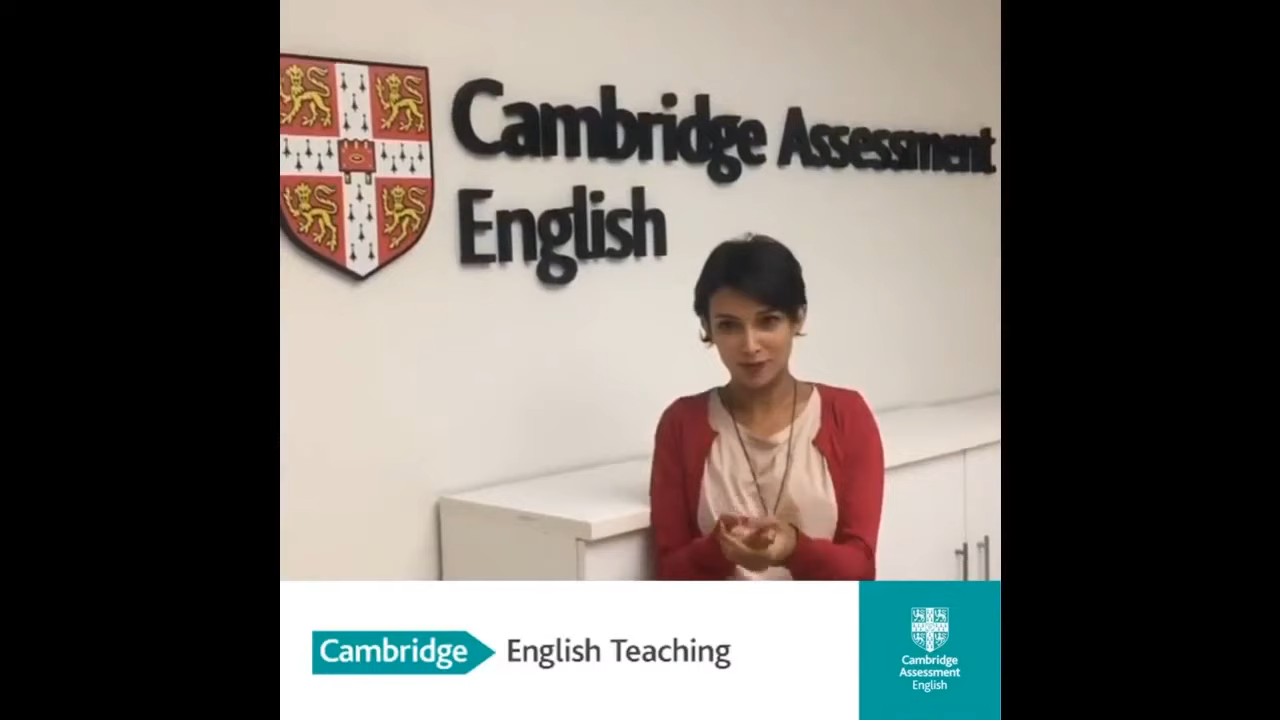 Cambridge Assessment
English
Cambridge English Teaching
Cambridge
Assessment
English